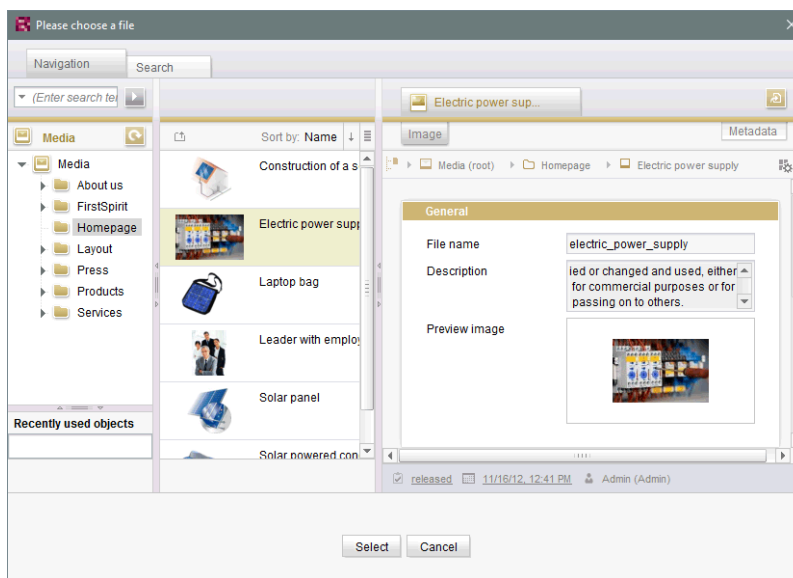 Please choose a file
Navigation
Search
(Enter search
Media
Media
About us
FirstSpirit
Homepage
Layout
Press
Products
Services
Recently used objects
Sort by: Name
Construction of a s
Electric power sup
Laptop bag
Leader with emplo
Solar panel
Solar powered con
Electric power sup...
Image
Metadata
Media (root)
Homepage
Electric power supply
General
File name
electric_power_supply
Description
ied or changed and used, either
for commercial purposes or for
passing on to others.
Preview image
released
11/16/12, 12:41 PM
Admin (Admin)
Select
Cancel